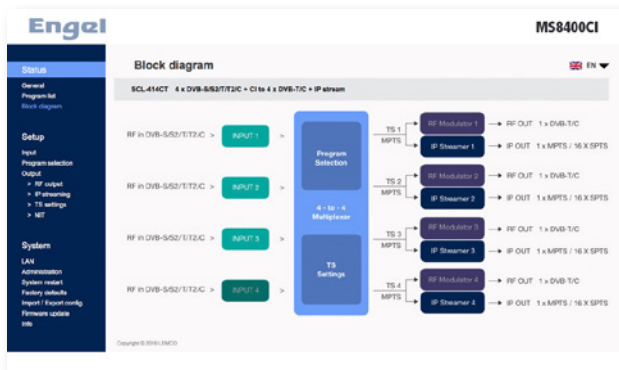 Engel
MS8400CI
Status
General
Program list
Block diagram
Setup
Input
Program selection
Output
> RF output
> IP streaming
> TS settings
> NIT
System
LAN
Administration
System restart
Factory defaults
Import / Export config
Firmware update
Info
Block diagram
EN
SCL-414CT 4 x DVB-S/S2/T/T2/C + CI to 4 x DVB-T/C + IP stream
RF in DVB-S/S2/T/T2/C > INPUT 1 >
RF in DVB-S/S2/T/T2/C > INPUT 2 >
RF in DVB-S/S2/T/T2/C > INPUT 3 >
RF in DVB-S/S2/T/T2/C > INPUT 4 >
Program
Selection
4 - to - 4
Multiplexer
TS
Settings
TS 1
MPTS
RF Modulator 1
RF OUT 1 x DVB-T/C
IP Streamer 1
IP OUT 1 x MPTS / 16 X SPTS
TS 2
MPTS
RF Modulator 2
RF OUT 1 x DVB-T/C
IP Streamer 2
IP OUT 1 x MPTS / 16 X SPTS
TS 3
MPTS
RF Modulator 3
RF OUT 1 x DVB-T/C
IP Streamer 3
IP OUT 1 x MPTS / 16 X SPTS
TS 4
MPTS
RF Modulator 4
RF OUT 1 x DVB-T/C
IP Streamer 4
IP OUT 1 x MPTS / 16 X SPTS
Copyright © 2016 LEMCO